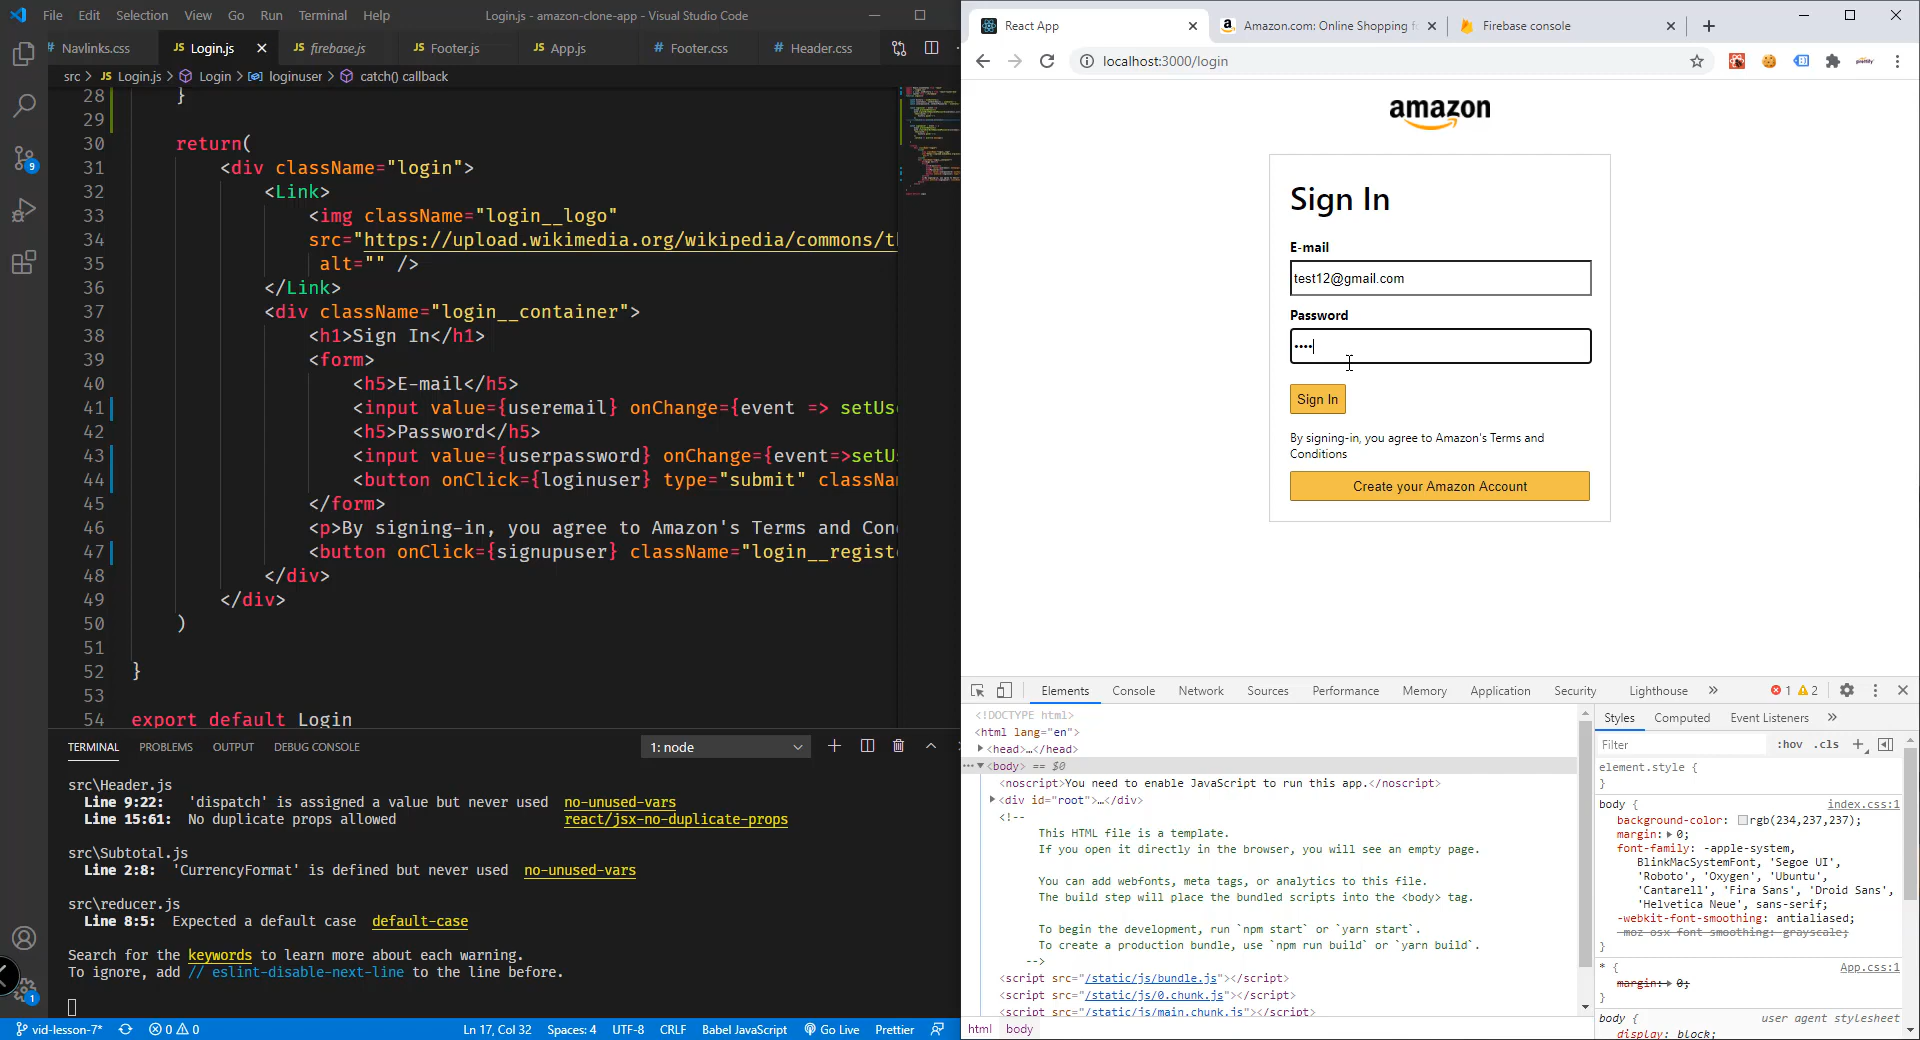 File Edit Selection View Go Run Terminal Help Login.js - amazon-clone-app - Visual Studio Code
Navlinks.css JS Login.js JS firebase.js JS Footer.js JS App.js # Footer.css # Header.css
src > JS Login.js > Login > loginuser > catch() callback
28 }
29
30 return(
31 <div className="login">
32 <Link>
33 <img className="login__logo"
34 src="https://upload.wikimedia.org/wikipedia/commons/t
35 alt="" />
36 </Link>
37 <div className="login__container">
38 <h1>Sign In</h1>
39 <form>
40 <h5>E-mail</h5>
41 <input value={useremail} onChange={event => setUs
42 <h5>Password</h5>
43 <input value={userpassword} onChange={event=>setU
44 <button onClick={loginuser} type="submit" classNa
45 </form>
46 <p>By signing-in, you agree to Amazon's Terms and Con
47 <button onClick={signupuser} className="login__regist
48 </div>
49 </div>
50 )
51
52 }
53
54 export default Login
TERMINAL PROBLEMS OUTPUT DEBUG CONSOLE 1: node
src\Header.js
Line 9:22: 'dispatch' is assigned a value but never used no-unused-vars
Line 15:61: No duplicate props allowed react/jsx-no-duplicate-props
src\Subtotal.js
Line 2:8: 'CurrencyFormat' is defined but never used no-unused-vars
src\reducer.js
Line 8:5: Expected a default case default-case
Search for the keywords to learn more about each warning.
To ignore, add // eslint-disable-next-line to the line before.
9
1
vid-lesson-7* 0 0 Ln 17, Col 32 Spaces: 4 UTF-8 CRLF Babel JavaScript Go Live Prettier
React App Amazon.com: Online Shopping f Firebase console
localhost:3000/login
amazon
Sign In
E-mail
test12@gmail.com
Password
••••
Sign In
By signing-in, you agree to Amazon's Terms and
Conditions
Create your Amazon Account
Elements Console Network Sources Performance Memory Application Security Lighthouse » 1 2
<!DOCTYPE html>
<html lang="en">
<head>…</head>
<body> == $0
<noscript>You need to enable JavaScript to run this app.</noscript>
<div id="root">…</div>
<!--
This HTML file is a template.
If you open it directly in the browser, you will see an empty page.
You can add webfonts, meta tags, or analytics to this file.
The build step will place the bundled scripts into the <body> tag.
To begin the development, run `npm start` or `yarn start`.
To create a production bundle, use `npm run build` or `yarn build`.
-->
<script src="/static/js/bundle.js"></script>
<script src="/static/js/0.chunk.js"></script>
<script src="/static/js/main.chunk.js"></script>
html body
Styles Computed Event Listeners »
Filter :hov .cls +
element.style {
}
body { index.css:1
background-color: rgb(234,237,237);
margin: 0;
font-family: -apple-system,
BlinkMacSystemFont, 'Segoe UI',
'Roboto', 'Oxygen', 'Ubuntu',
'Cantarell', 'Fira Sans', 'Droid Sans',
'Helvetica Neue', sans-serif;
-webkit-font-smoothing: antialiased;
-moz-osx-font-smoothing: grayscale;
}
* { App.css:1
margin: 0;
}
body { user agent stylesheet
display: block;